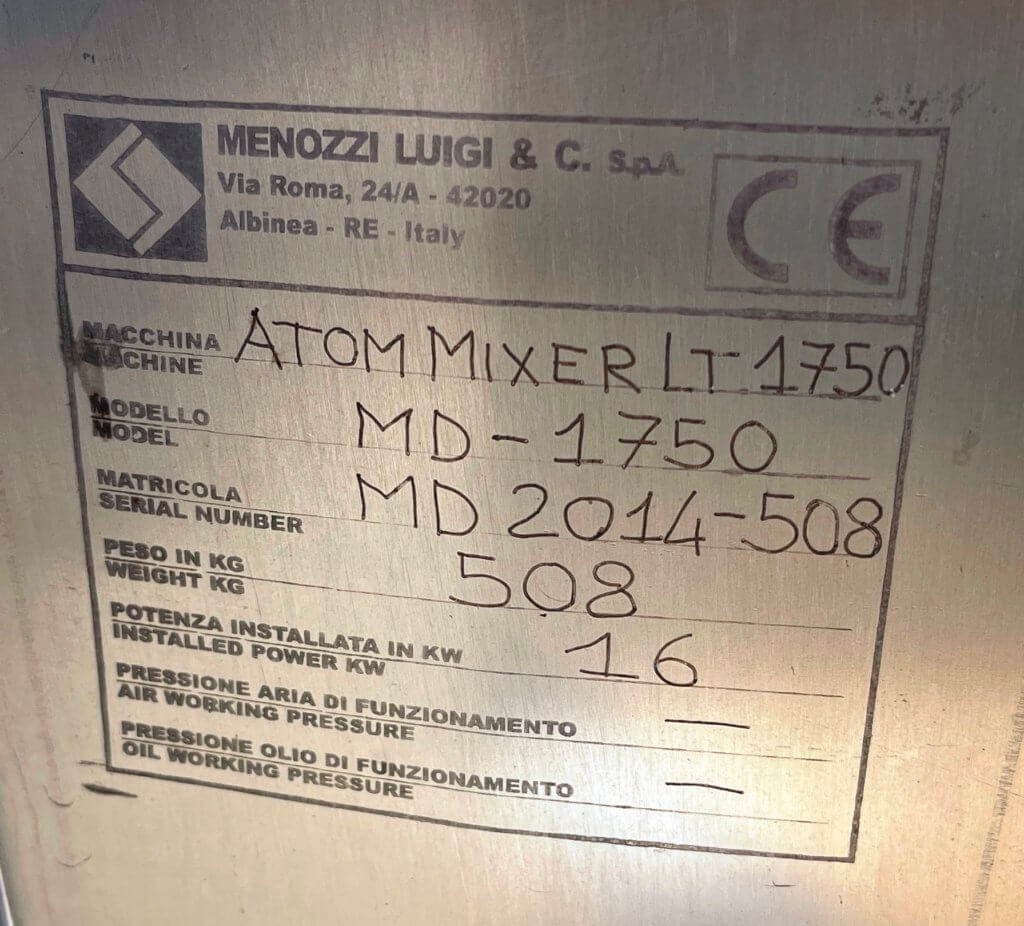 MENOZZI LUIGI & C. S.p.A.
Via Roma, 24/A - 42020
Albinea - RE - Italy
CE
MACCHINA
MACHINE
ATOM MIXER LT-1750
MODELLO
MODEL
MD-1750
MATRICOLA
SERIAL NUMBER
MD 2014-508
PESO IN KG
WEIGHT KG
508
POTENZA INSTALLATA IN KW
INSTALLED POWER KW
16
PRESSIONE ARIA DI FUNZIONAMENTO
AIR WORKING PRESSURE
—
PRESSIONE OLIO DI FUNZIONAMENTO
OIL WORKING PRESSURE
—